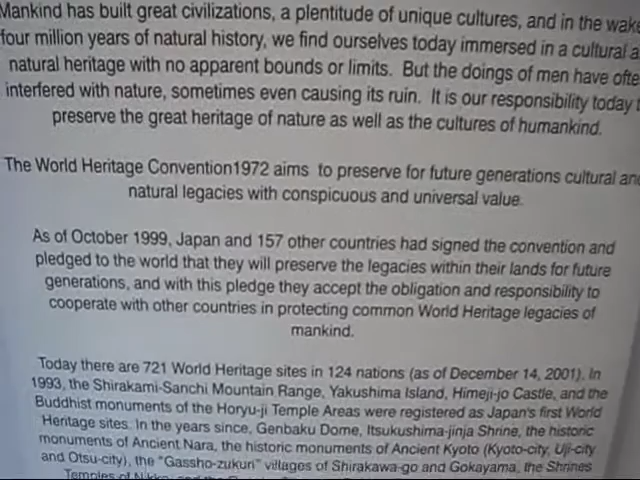 Mankind has built great civilizations, a plentitude of unique cultures, and in the wake
four million years of natural history, we find ourselves today immersed in a cultural a
natural heritage with no apparent bounds or limits. But the doings of men have ofte
interfered with nature, sometimes even causing its ruin. It is our responsibility today t
preserve the great heritage of nature as well as the cultures of humankind.
The World Heritage Convention1972 aims to preserve for future generations cultural and
natural legacies with conspicuous and universal value.
As of October 1999, Japan and 157 other countries had signed the convention and
pledged to the world that they will preserve the legacies within their lands for future
generations, and with this pledge they accept the obligation and responsibility to
cooperate with other countries in protecting common World Heritage legacies of
mankind.
Today there are 721 World Heritage sites in 124 nations (as of December 14, 2001). In
1993, the Shirakami-Sanchi Mountain Range, Yakushima Island, Himeji-jo Castle, and the
Buddhist monuments of the Horyu-ji Temple Areas were registered as Japan's first World
Heritage sites. In the years since, Genbaku Dome, Itsukushima-jinja Shrine, the historic
monuments of Ancient Nara, the historic monuments of Ancient Kyoto (Kyoto-city, Uji-city
and Otsu-city), the "Gassho-zukuri" villages of Shirakawa-go and Gokayama, the Shrines
Temples of Nikko, and the